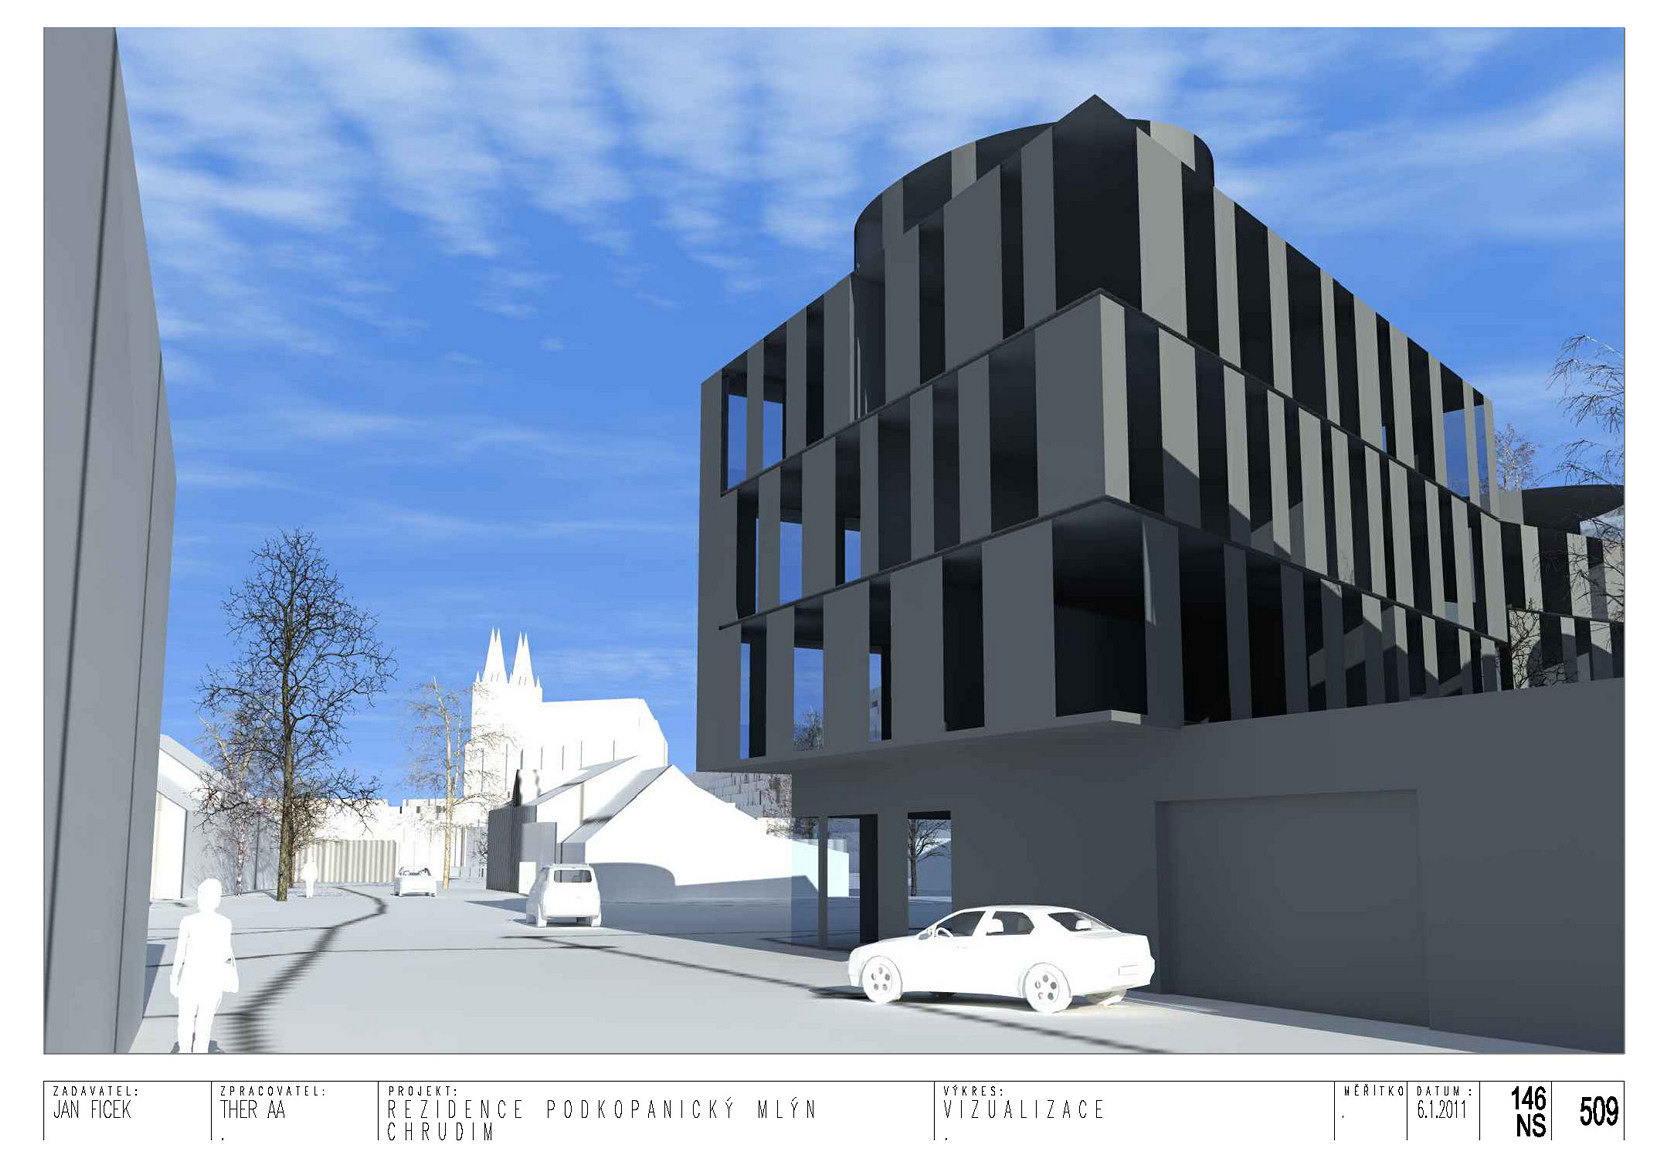 ZADAVATEL:
JAN FICEK
ZPRACOVATEL:
THER AA
.
PROJEKT:
REZIDENCE PODKOPANICKÝ MLÝN
CHRUDIM
VÝKRES:
VIZUALIZACE
.
MĚŘÍTKO
.
DATUM :
6.1.2011
146
NS
509